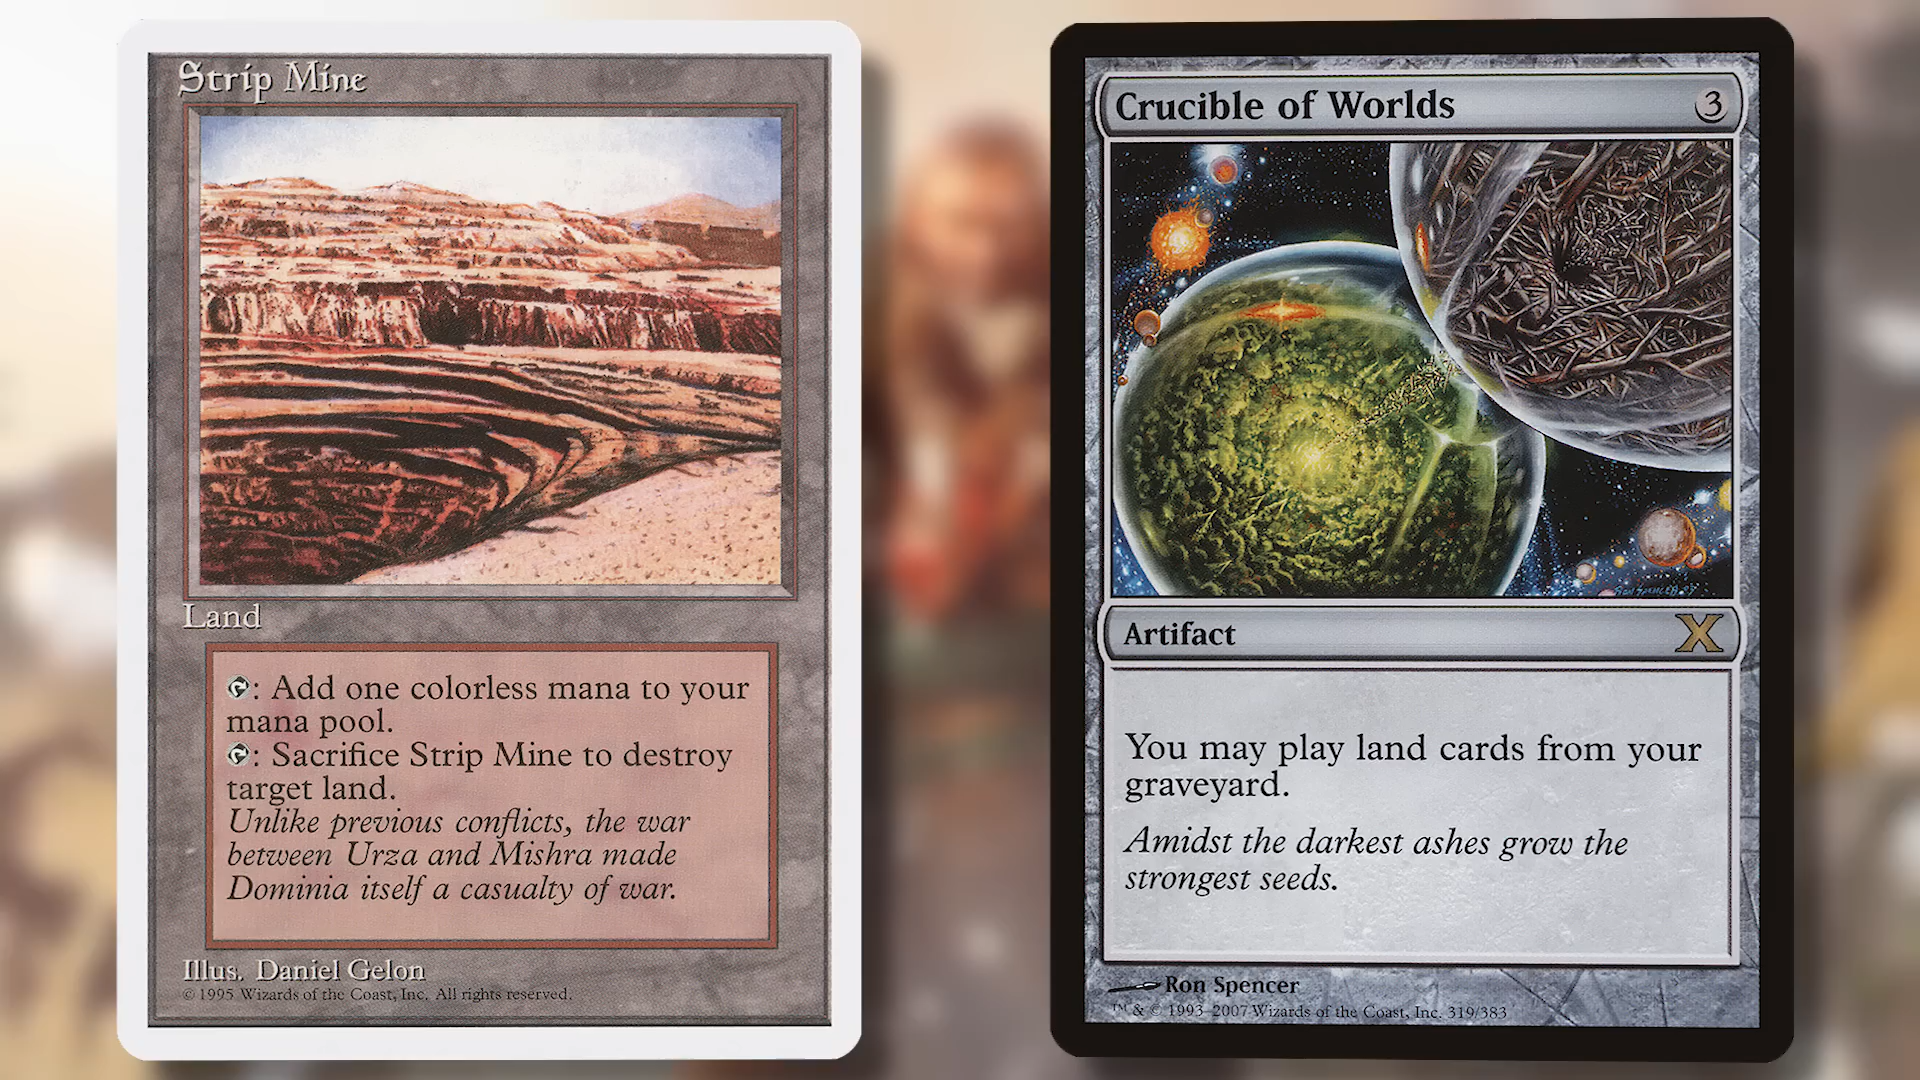 Strip Mine
Land
: Add one colorless mana to your
mana pool.
: Sacrifice Strip Mine to destroy
target land.
Unlike previous conflicts, the war
between Urza and Mishra made
Dominia itself a casualty of war.
Illus. Daniel Gelon
© 1995 Wizards of the Coast, Inc. All rights reserved.
Crucible of Worlds
3
Artifact
X
You may play land cards from your
graveyard.
Amidst the darkest ashes grow the
strongest seeds.
Ron Spencer
™ & © 1993–2007 Wizards of the Coast, Inc. 319/383